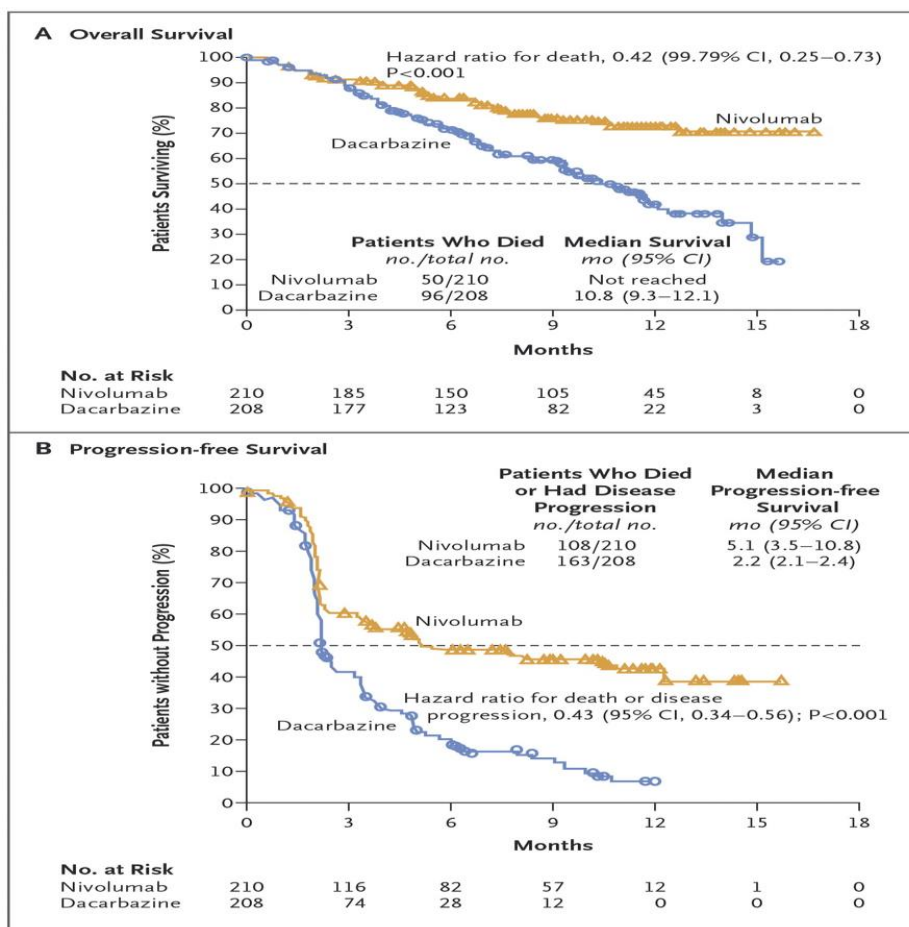 A Overall Survival
Hazard ratio for death, 0.42 (99.79% CI, 0.25–0.73)
P<0.001
Patients Surviving (%)
100
90
80
70
60
50
40
30
20
10
0
Nivolumab
Dacarbazine
Patients Who Died Median Survival
no./total no. mo (95% CI)
Nivolumab 50/210 Not reached
Dacarbazine 96/208 10.8 (9.3–12.1)
0 3 6 9 12 15 18
Months
No. at Risk
Nivolumab 210 185 150 105 45 8 0
Dacarbazine 208 177 123 82 22 3 0
B Progression-free Survival
Patients Who Died Median
or Had Disease Progression-free
Progression Survival
no./total no. mo (95% CI)
Nivolumab 108/210 5.1 (3.5–10.8)
Dacarbazine 163/208 2.2 (2.1–2.4)
Patients without Progression (%)
100
90
80
70
60
50
40
30
20
10
0
Nivolumab
Hazard ratio for death or disease
progression, 0.43 (95% CI, 0.34–0.56); P<0.001
Dacarbazine
0 3 6 9 12 15 18
Months
No. at Risk
Nivolumab 210 116 82 57 12 1 0
Dacarbazine 208 74 28 12 0 0 0